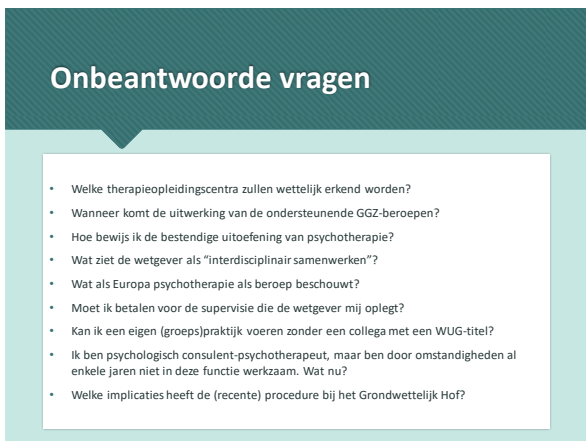 Onbeantwoorde vragen
• Welke therapieopleidingscentra zullen wettelijk erkend worden?
• Wanneer komt de uitwerking van de ondersteunende GGZ-beroepen?
• Hoe bewijs ik de bestendige uitoefening van psychotherapie?
• Wat ziet de wetgever als “interdisciplinair samenwerken”?
• Wat als Europa psychotherapie als beroep beschouwt?
• Moet ik betalen voor de supervisie die de wetgever mij oplegt?
• Kan ik een eigen (groeps)praktijk voeren zonder een collega met een WUG-titel?
• Ik ben psychologisch consulent-psychotherapeut, maar ben door omstandigheden al
enkele jaren niet in deze functie werkzaam. Wat nu?
• Welke implicaties heeft de (recente) procedure bij het Grondwettelijk Hof?